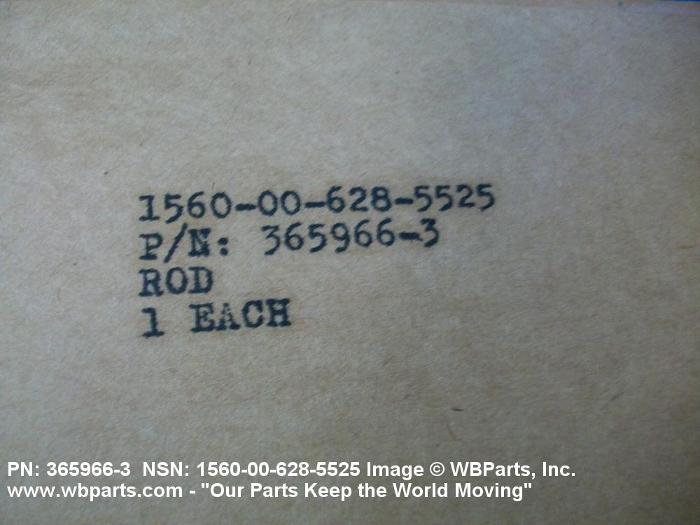 1560-00-628-5525
P/N: 365966-3
ROD
1 EACH
PN: 365966-3 NSN: 1560-00-628-5525 Image © WBParts, Inc.
www.wbparts.com - "Our Parts Keep the World Moving"